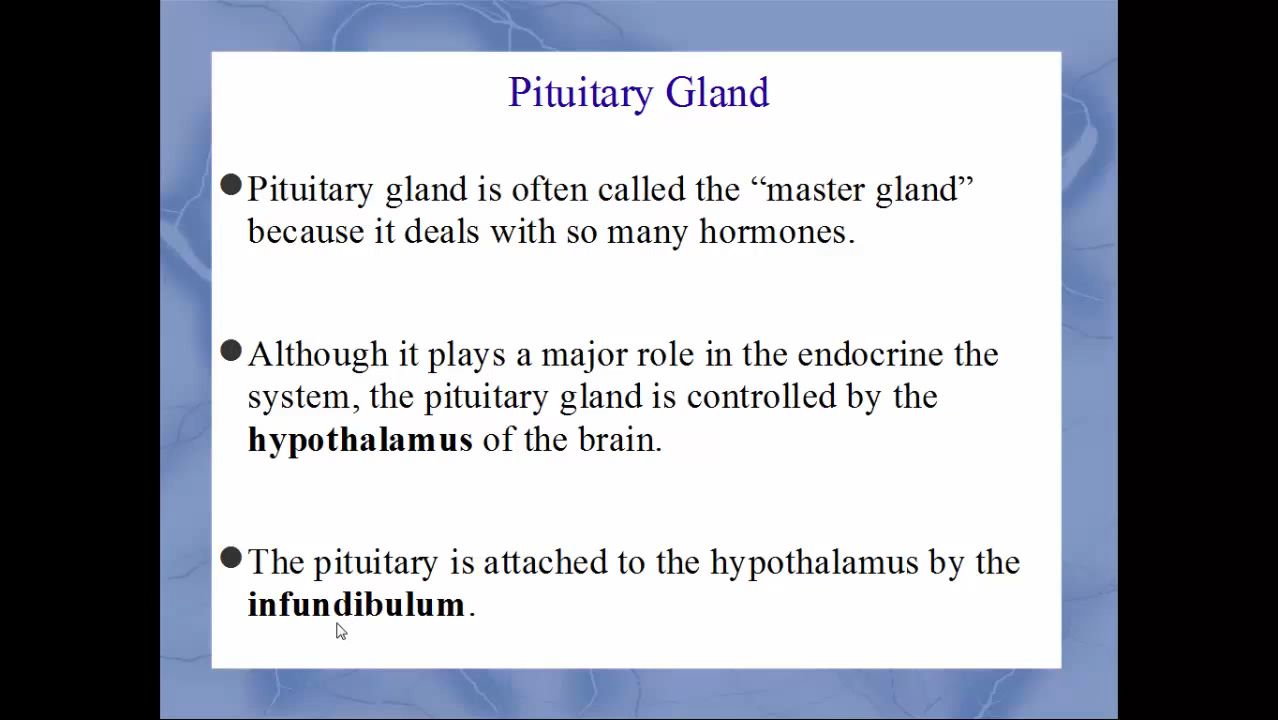 Pituitary Gland
Pituitary gland is often called the “master gland”
because it deals with so many hormones.
Although it plays a major role in the endocrine the
system, the pituitary gland is controlled by the
hypothalamus of the brain.
The pituitary is attached to the hypothalamus by the
infundibulum.